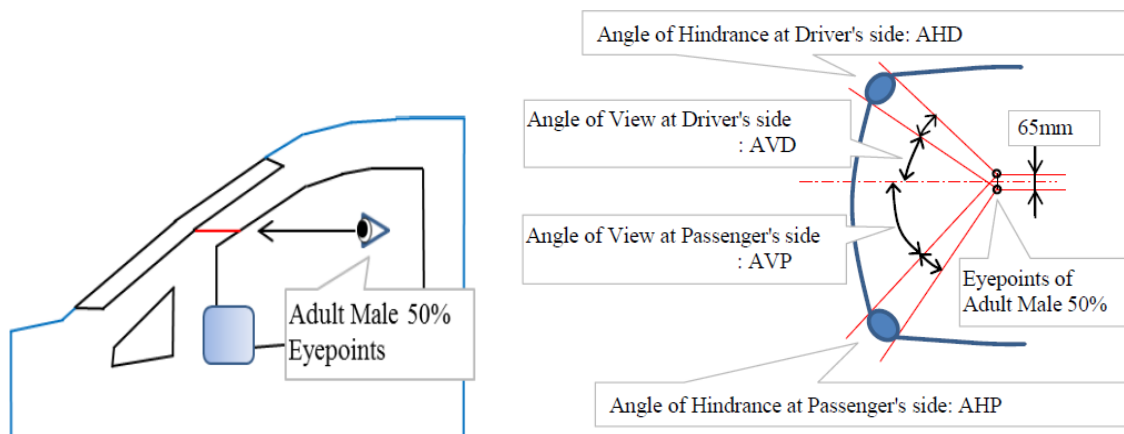 Adult Male 50%
Eyepoints
Angle of Hindrance at Driver's side: AHD
Angle of View at Driver's side
: AVD
65mm
Angle of View at Passenger's side
: AVP
Eyepoints of
Adult Male 50%
Angle of Hindrance at Passenger's side: AHP